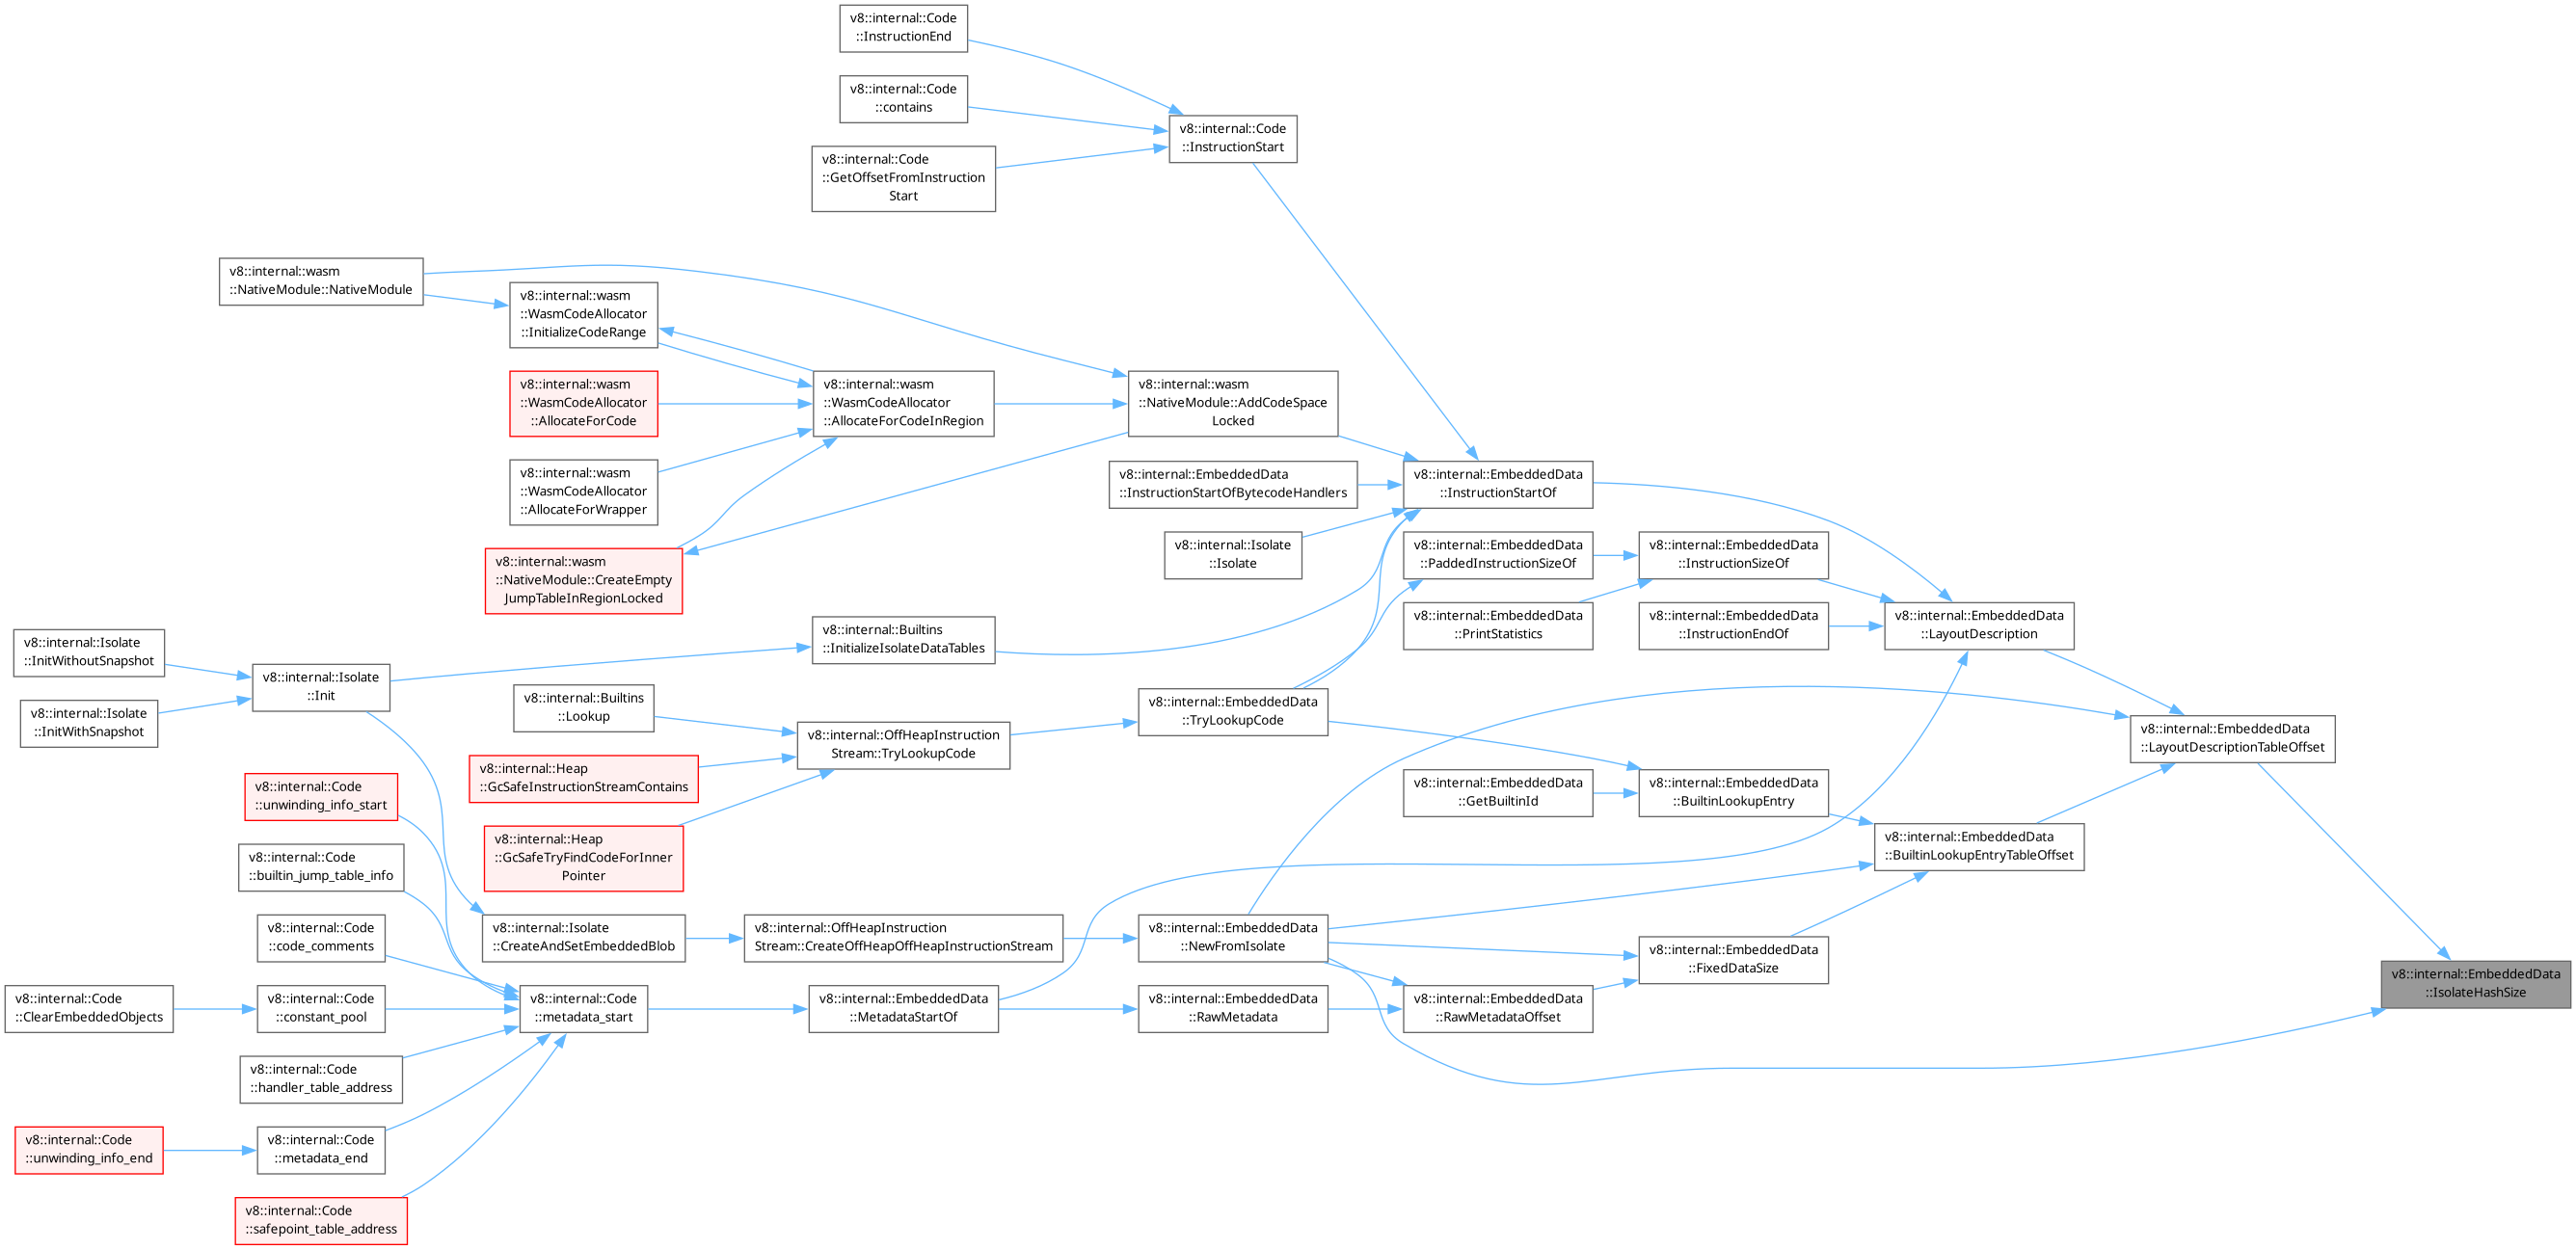 v8::internal::Code
::InstructionEnd
v8::internal::Code
::contains
v8::internal::Code
::InstructionStart
v8::internal::Code
::GetOffsetFromInstruction
Start
v8::internal::wasm
::NativeModule::NativeModule
v8::internal::wasm
::WasmCodeAllocator
::InitializeCodeRange
v8::internal::wasm
::WasmCodeAllocator
::AllocateForCode
v8::internal::wasm
::WasmCodeAllocator
::AllocateForCodeInRegion
v8::internal::wasm
::NativeModule::AddCodeSpace
Locked
v8::internal::wasm
::WasmCodeAllocator
::AllocateForWrapper
v8::internal::EmbeddedData
::InstructionStartOfBytecodeHandlers
v8::internal::EmbeddedData
::InstructionStartOf
v8::internal::wasm
::NativeModule::CreateEmpty
JumpTableInRegionLocked
v8::internal::Isolate
::Isolate
v8::internal::EmbeddedData
::PaddedInstructionSizeOf
v8::internal::EmbeddedData
::InstructionSizeOf
v8::internal::Isolate
::InitWithoutSnapshot
v8::internal::Builtins
::InitializeIsolateDataTables
v8::internal::EmbeddedData
::PrintStatistics
v8::internal::EmbeddedData
::InstructionEndOf
v8::internal::EmbeddedData
::LayoutDescription
v8::internal::Isolate
::Init
v8::internal::Isolate
::InitWithSnapshot
v8::internal::Builtins
::Lookup
v8::internal::OffHeapInstruction
Stream::TryLookupCode
v8::internal::EmbeddedData
::TryLookupCode
v8::internal::EmbeddedData
::LayoutDescriptionTableOffset
v8::internal::Heap
::GcSafeInstructionStreamContains
v8::internal::Code
::unwinding_info_start
v8::internal::EmbeddedData
::GetBuiltinId
v8::internal::EmbeddedData
::BuiltinLookupEntry
v8::internal::Heap
::GcSafeTryFindCodeForInner
Pointer
v8::internal::EmbeddedData
::BuiltinLookupEntryTableOffset
v8::internal::Code
::builtin_jump_table_info
v8::internal::Code
::code_comments
v8::internal::Isolate
::CreateAndSetEmbeddedBlob
v8::internal::OffHeapInstruction
Stream::CreateOffHeapOffHeapInstructionStream
v8::internal::EmbeddedData
::NewFromIsolate
v8::internal::EmbeddedData
::FixedDataSize
v8::internal::EmbeddedData
::IsolateHashSize
v8::internal::Code
::ClearEmbeddedObjects
v8::internal::Code
::constant_pool
v8::internal::Code
::metadata_start
v8::internal::EmbeddedData
::MetadataStartOf
v8::internal::EmbeddedData
::RawMetadata
v8::internal::EmbeddedData
::RawMetadataOffset
v8::internal::Code
::handler_table_address
v8::internal::Code
::unwinding_info_end
v8::internal::Code
::metadata_end
v8::internal::Code
::safepoint_table_address